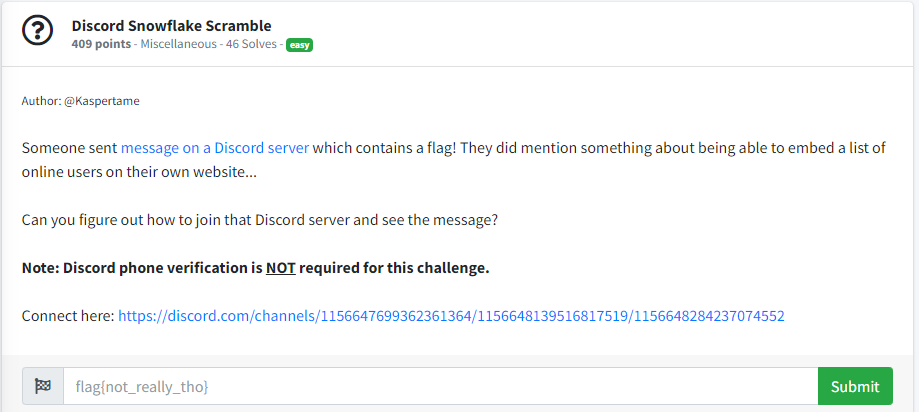 Discord Snowflake Scramble
409 points - Miscellaneous - 46 Solves - easy
Author: @Kaspertame
Someone sent message on a Discord server which contains a flag! They did mention something about being able to embed a list of
online users on their own website...
Can you figure out how to join that Discord server and see the message?
Note: Discord phone verification is NOT required for this challenge.
Connect here: https://discord.com/channels/1156647699362361364/1156648139516817519/1156648284237074552
flag{not_really_tho}
Submit